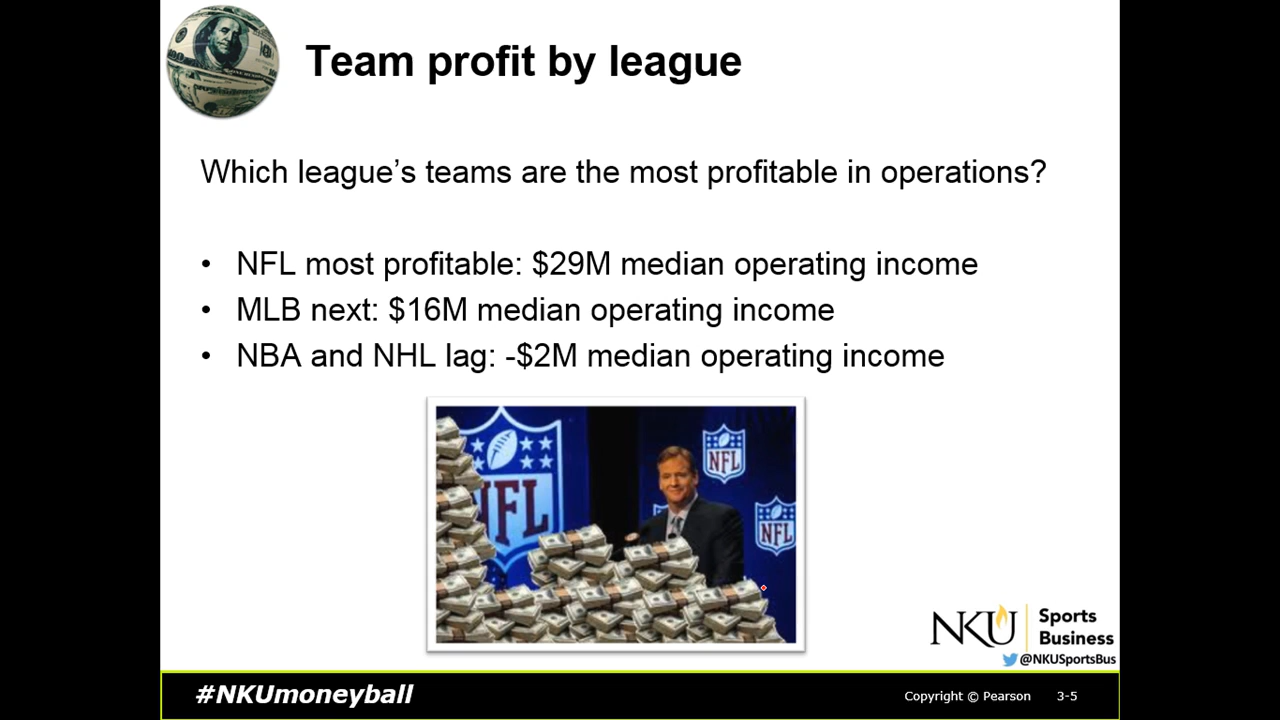 Team profit by league
Which league's teams are the most profitable in operations?
• NFL most profitable: $29M median operating income
• MLB next: $16M median operating income
• NBA and NHL lag: -$2M median operating income
NFL
NFL
NFL
NKU Sports
Business
@NKUSportsBus
#NKUmoneyball
Copyright © Pearson 3-5